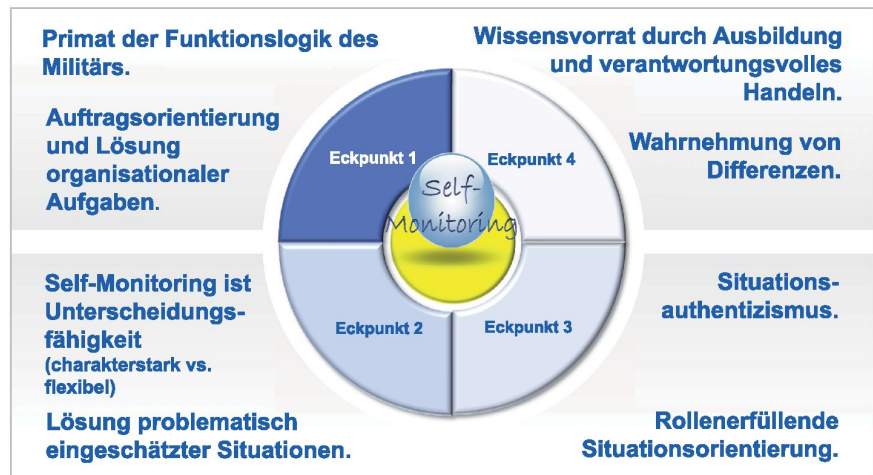 Primat der Funktionslogik des
Militärs.
Auftragsorientierung
und Lösung
organisationaler
Aufgaben.
Wissensvorrat durch Ausbildung
und verantwortungsvolles
Handeln.
Wahrnehmung von
Differenzen.
Eckpunkt 1
Eckpunkt 4
Self-
Monitoring
Eckpunkt 2
Eckpunkt 3
Self-Monitoring ist
Unterscheidungs-
fähigkeit
(charakterstark vs.
flexibel)
Lösung problematisch
eingeschätzter Situationen.
Situations-
authentizismus.
Rollenerfüllende
Situationsorientierung.